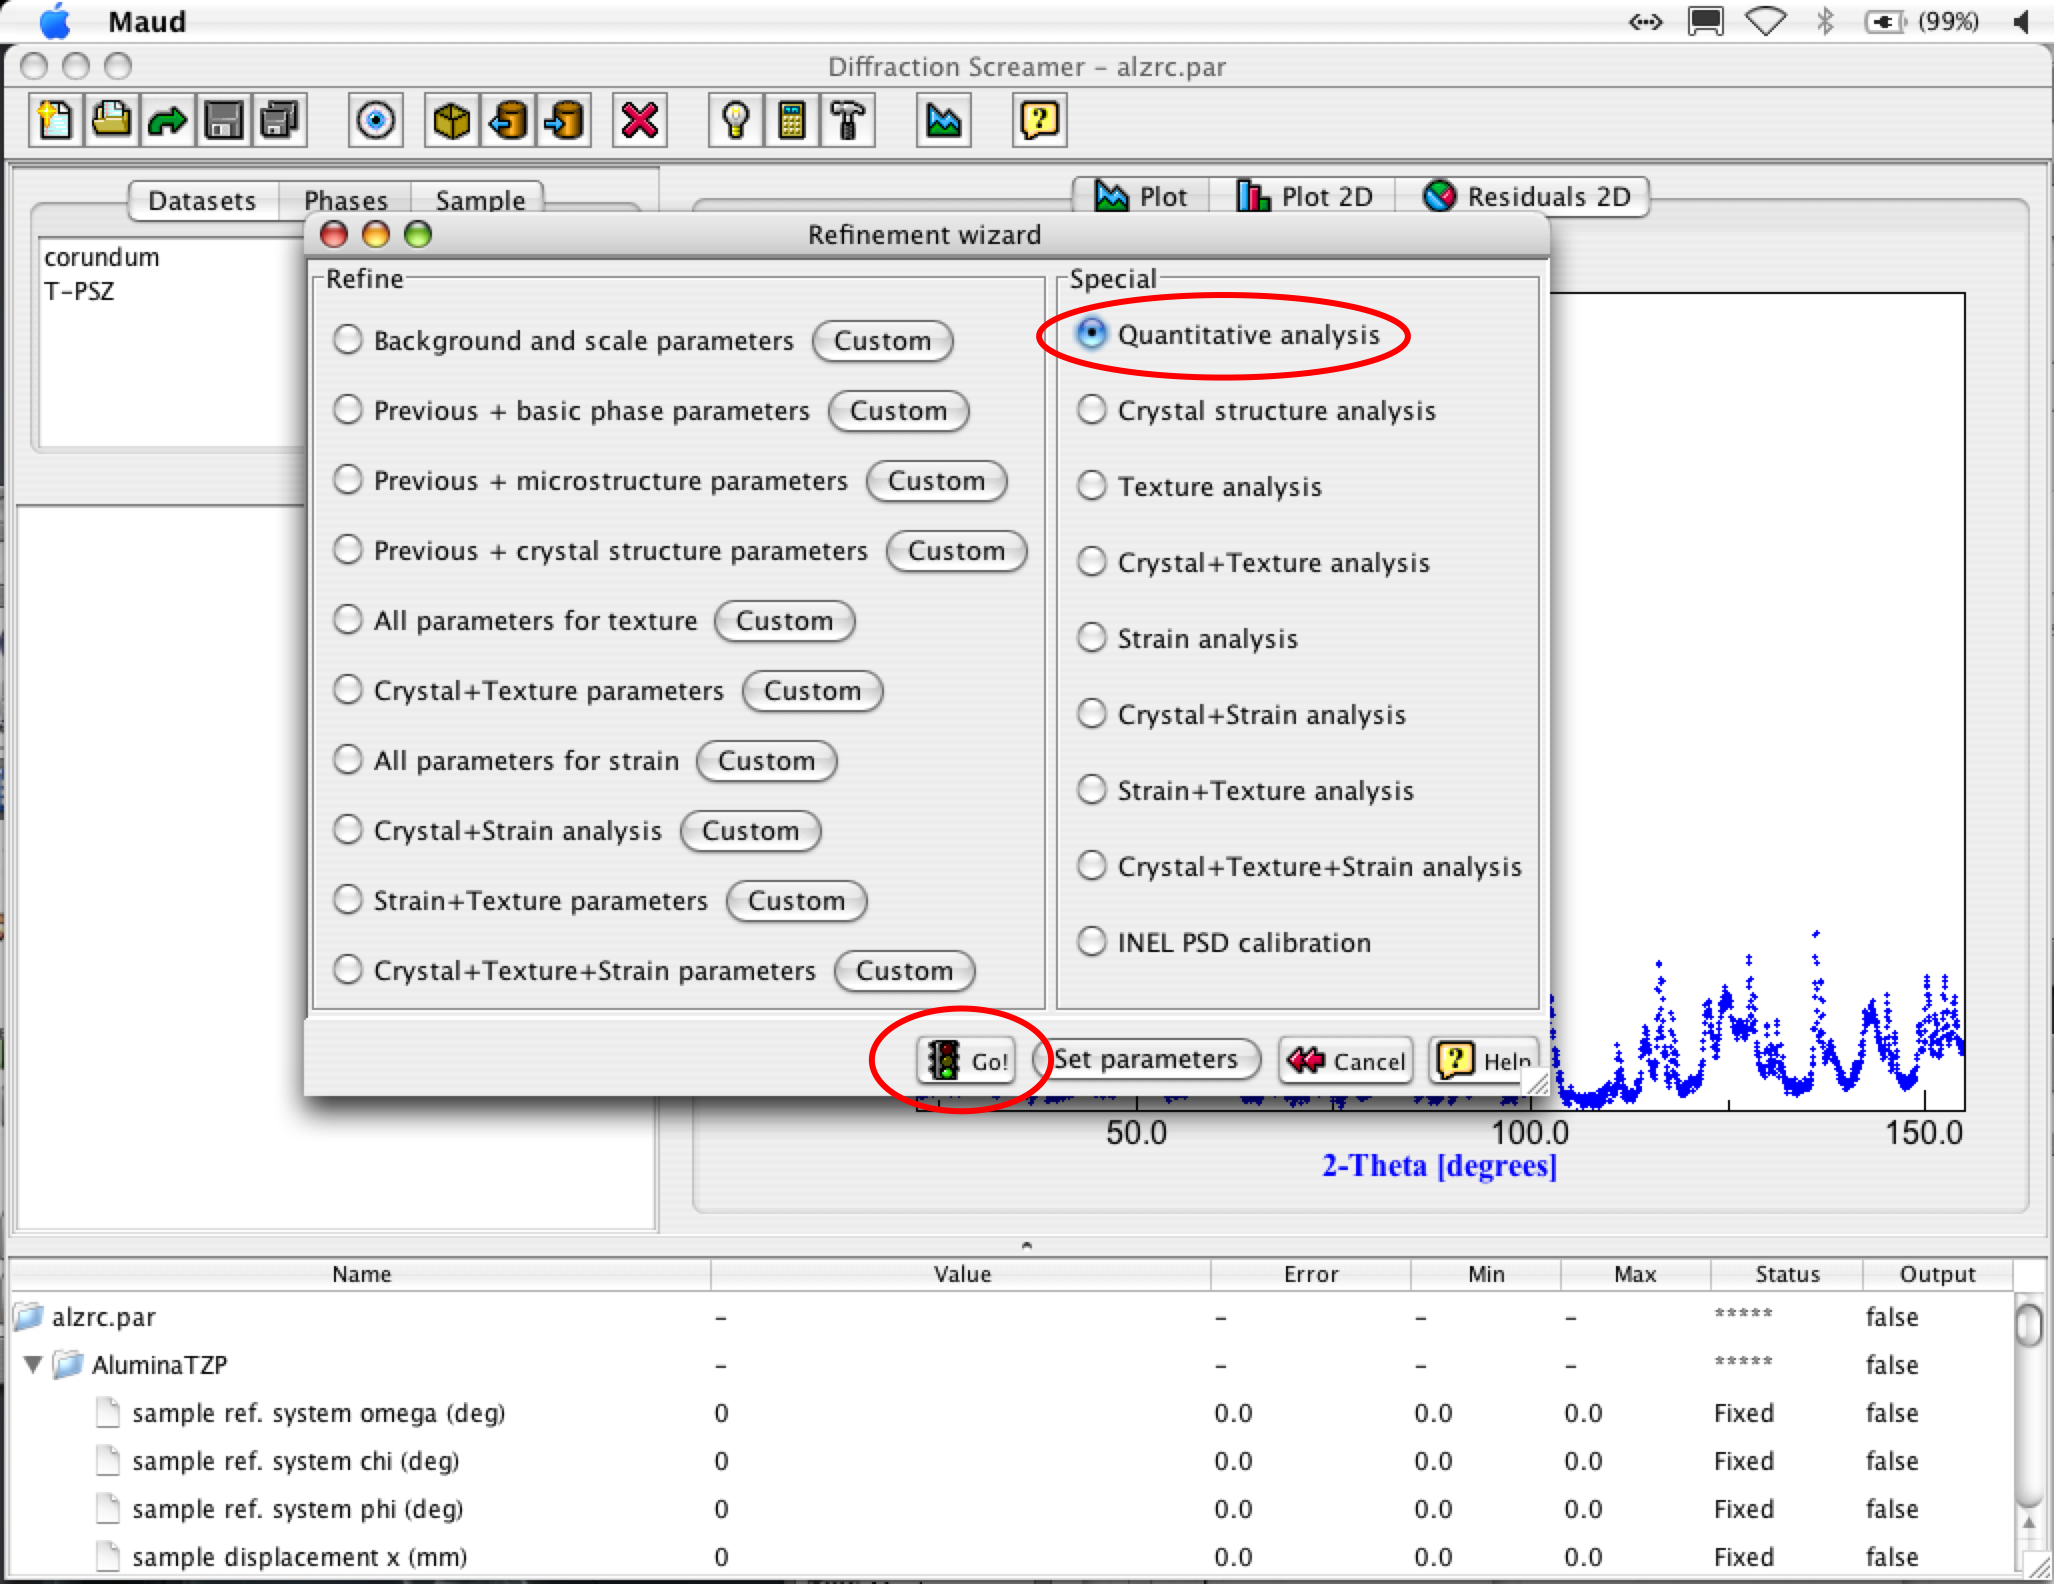 Maud
(99%)
Diffraction Screamer – alzrc.par
Datasets Phases Sample
Plot Plot 2D Residuals 2D
corundum
T-PSZ
Refinement wizard
Refine
Background and scale parameters Custom
Previous + basic phase parameters Custom
Previous + microstructure parameters Custom
Previous + crystal structure parameters Custom
All parameters for texture Custom
Crystal+Texture parameters Custom
All parameters for strain Custom
Crystal+Strain analysis Custom
Strain+Texture parameters Custom
Crystal+Texture+Strain parameters Custom
Special
Quantitative analysis
Crystal structure analysis
Texture analysis
Crystal+Texture analysis
Strain analysis
Crystal+Strain analysis
Strain+Texture analysis
Crystal+Texture+Strain analysis
INEL PSD calibration
Go! Set parameters Cancel Help
50.0 100.0 150.0
2-Theta [degrees]
Name Value Error Min Max Status Output
alzrc.par – – – – ***** false
AluminaTZP – – – – ***** false
sample ref. system omega (deg) 0 0.0 0.0 0.0 Fixed false
sample ref. system chi (deg) 0 0.0 0.0 0.0 Fixed false
sample ref. system phi (deg) 0 0.0 0.0 0.0 Fixed false
sample displacement x (mm) 0 0.0 0.0 0.0 Fixed false